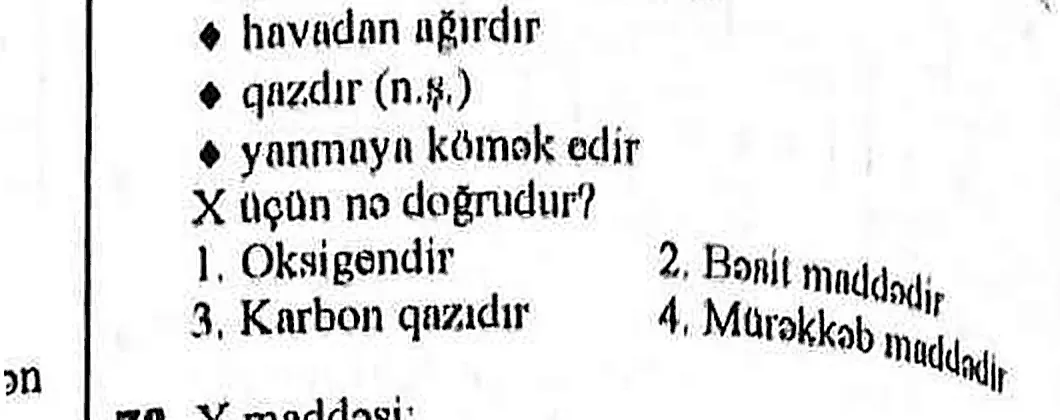 ♦ havadan ağırdır
♦ qazdır (n.ş.)
♦ yanmaya kömək edir
X üçün nə doğrudur?
1. Oksigendir 2. Bəsit maddədir
3. Karbon qazıdır 4. Mürəkkəb maddədir
ən
maddəsi: